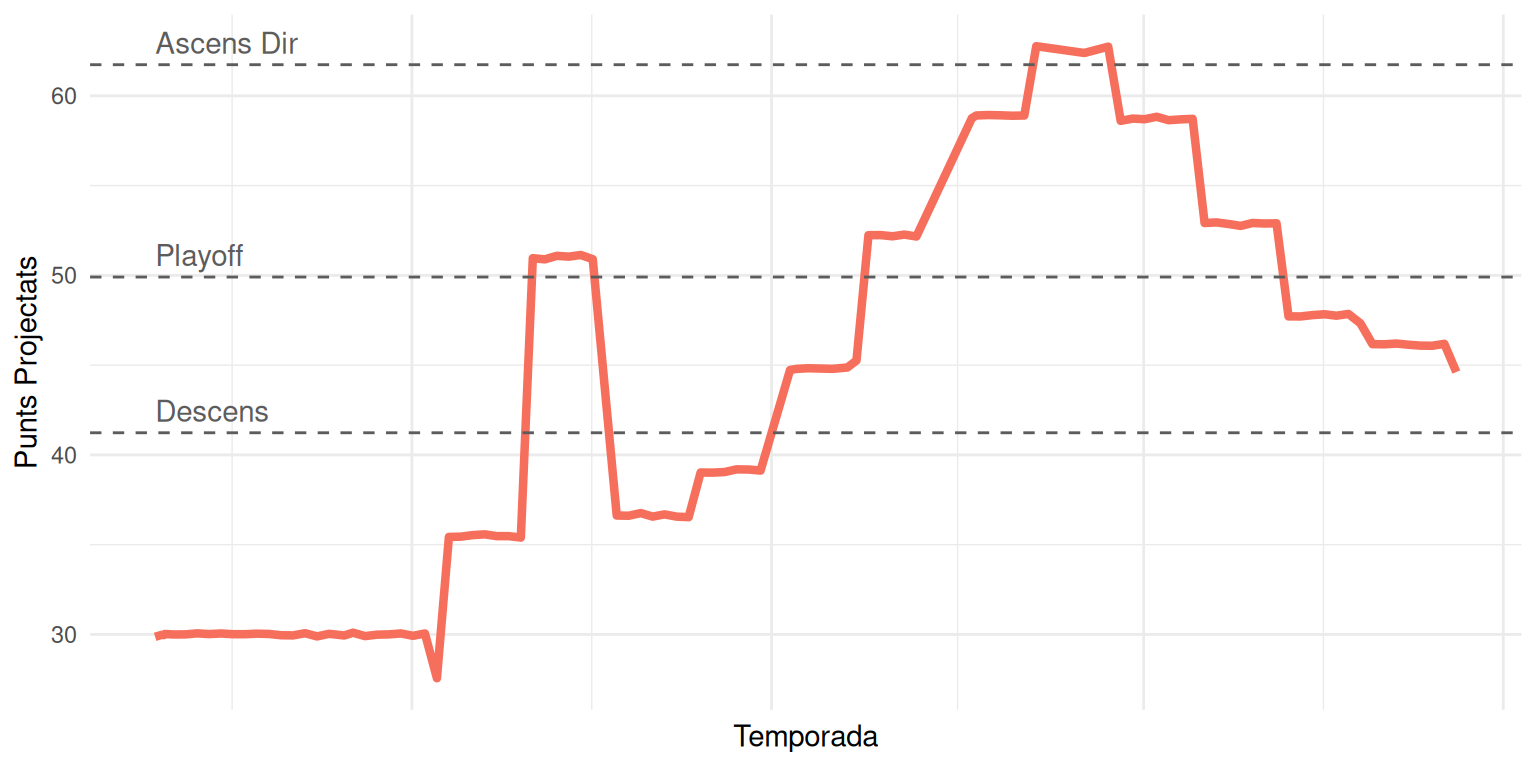 Ascens Dir
60
Playoff
50
Descens
40
30
Punts Projectats
Temporada